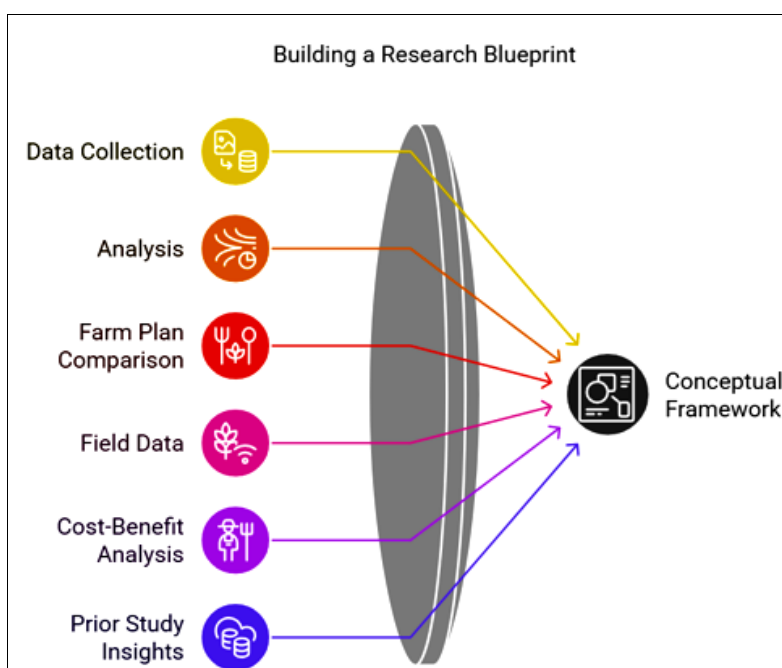 Building a Research Blueprint
Data Collection
Analysis
Farm Plan
Comparison
Field Data
Cost-Benefit
Analysis
Prior Study
Insights
Conceptual
Framework